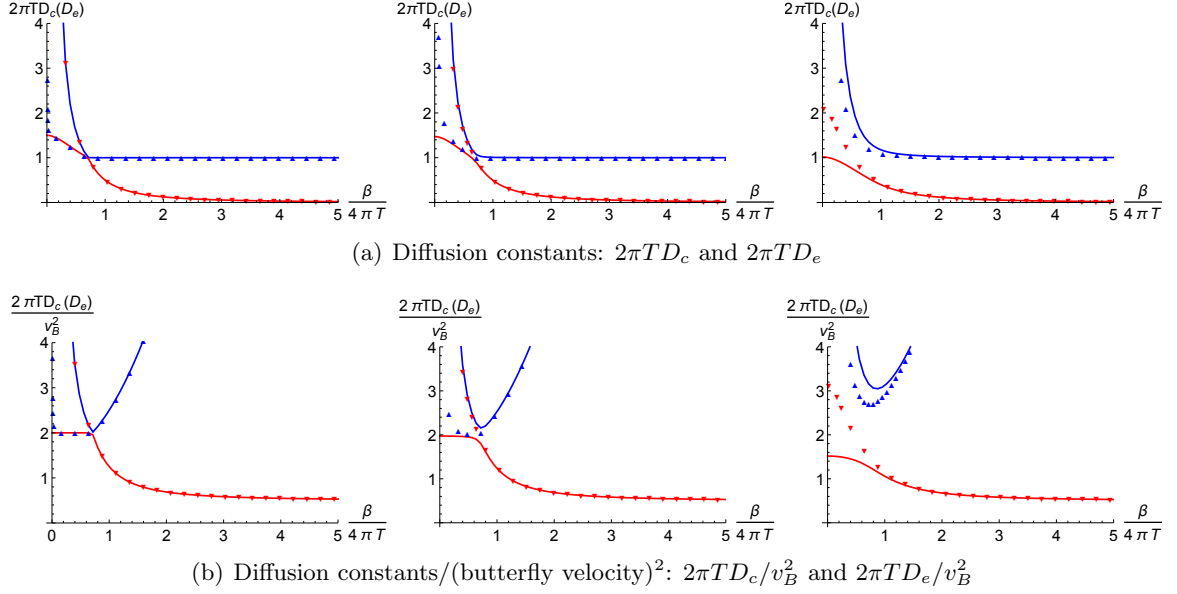 2πTD_c(D_e) 2πTD_c(D_e) 2πTD_c(D_e)
4 4 4
3 3 3
2 2 2
1 1 1
1 2 3 4 5 β/4πT 1 2 3 4 5 β/4πT 1 2 3 4 5 β/4πT
(a) Diffusion constants: 2πTD_c and 2πTD_e
2πTD_c(D_e)/v_B^2 2πTD_c(D_e)/v_B^2 2πTD_c(D_e)/v_B^2
4 4 4
3 3 3
2 2 2
1 1 1
0 1 2 3 4 5 β/4πT 1 2 3 4 5 β/4πT 1 2 3 4 5 β/4πT
(b) Diffusion constants/(butterfly velocity)^2: 2πTD_c/v_B^2 and 2πTD_e/v_B^2